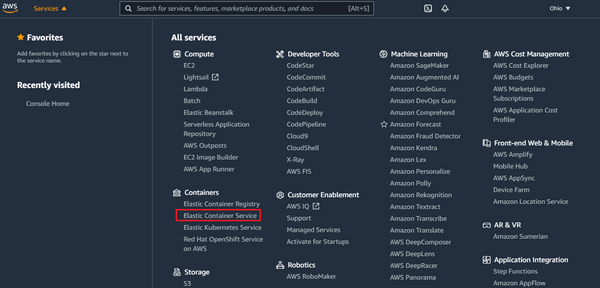 aws
Services
Search for services, features, marketplace products, and docs
[Alt+S]
Ohio
Favorites
Add favorites by clicking on the star next to
the service name.
Recently visited
Console Home
All services
Compute
EC2
Lightsail
Lambda
Batch
Elastic Beanstalk
Serverless Application
Repository
AWS Outposts
EC2 Image Builder
AWS App Runner
Containers
Elastic Container Registry
Elastic Container Service
Elastic Kubernetes Service
Red Hat OpenShift Service
on AWS
Storage
S3
Developer Tools
CodeStar
CodeCommit
CodeArtifact
CodeBuild
CodeDeploy
CodePipeline
Cloud9
CloudShell
X-Ray
AWS FIS
Customer Enablement
AWS IQ
Support
Managed Services
Activate for Startups
Robotics
AWS RoboMaker
Machine Learning
Amazon SageMaker
Amazon Augmented AI
Amazon CodeGuru
Amazon DevOps Guru
Amazon Comprehend
Amazon Forecast
Amazon Fraud Detector
Amazon Kendra
Amazon Lex
Amazon Personalize
Amazon Polly
Amazon Rekognition
Amazon Textract
Amazon Transcribe
Amazon Translate
AWS DeepComposer
AWS DeepLens
AWS DeepRacer
AWS Panorama
AWS Cost Management
AWS Cost Explorer
AWS Budgets
AWS Marketplace
Subscriptions
AWS Application Cost
Profiler
Front-end Web & Mobile
AWS Amplify
Mobile Hub
AWS AppSync
Device Farm
Amazon Location Service
AR & VR
Amazon Sumerian
Application Integration
Step Functions
Amazon AppFlow